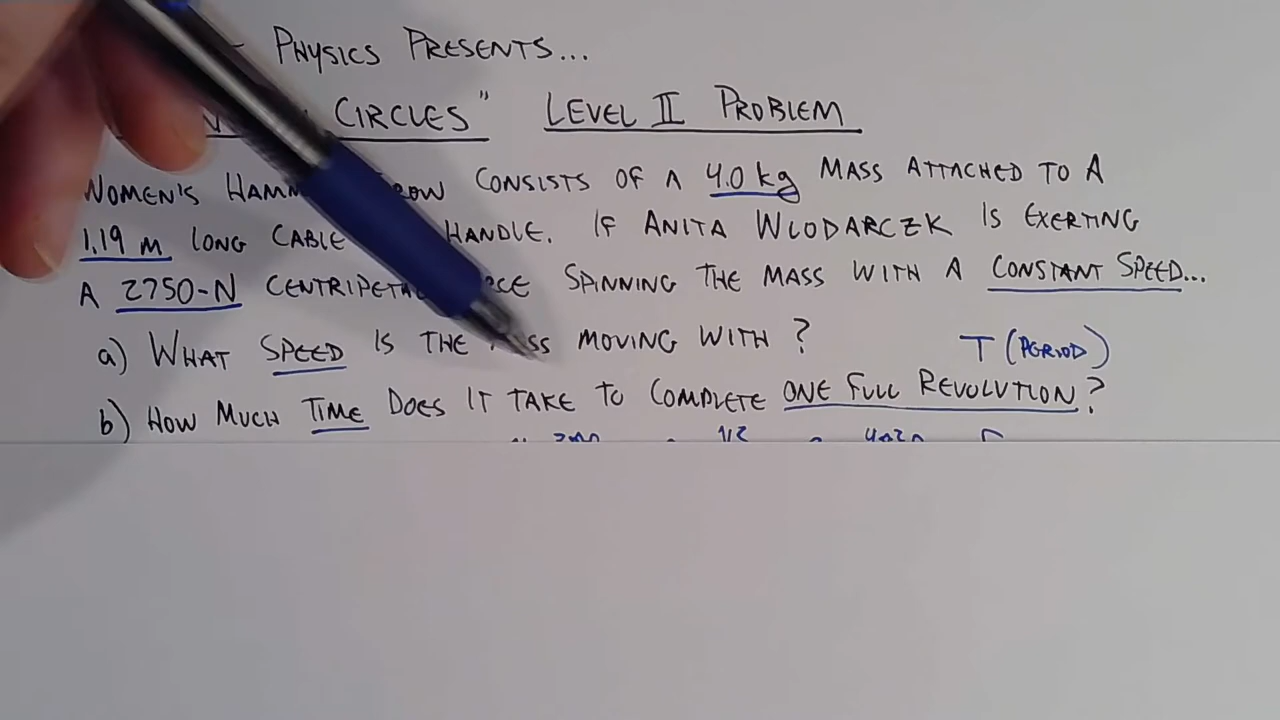 PHYSICS PRESENTS...
CIRCLES" LEVEL II PROBLEM
WOMEN'S CONSISTS OF A 4.0 kg MASS ATTACHED TO A
1.19 m LONG CABLE HANDLE. IF ANITA WLODARCZK IS EXERTING
A 2750-N SPINNING THE MASS WITH A CONSTANT SPEED...
a) WHAT SPEED IS THE MOVING WITH?
T (PERIOD)
b) HOW MUCH TIME DOES IT TAKE TO COMPLETE ONE FULL REVOLUTION?